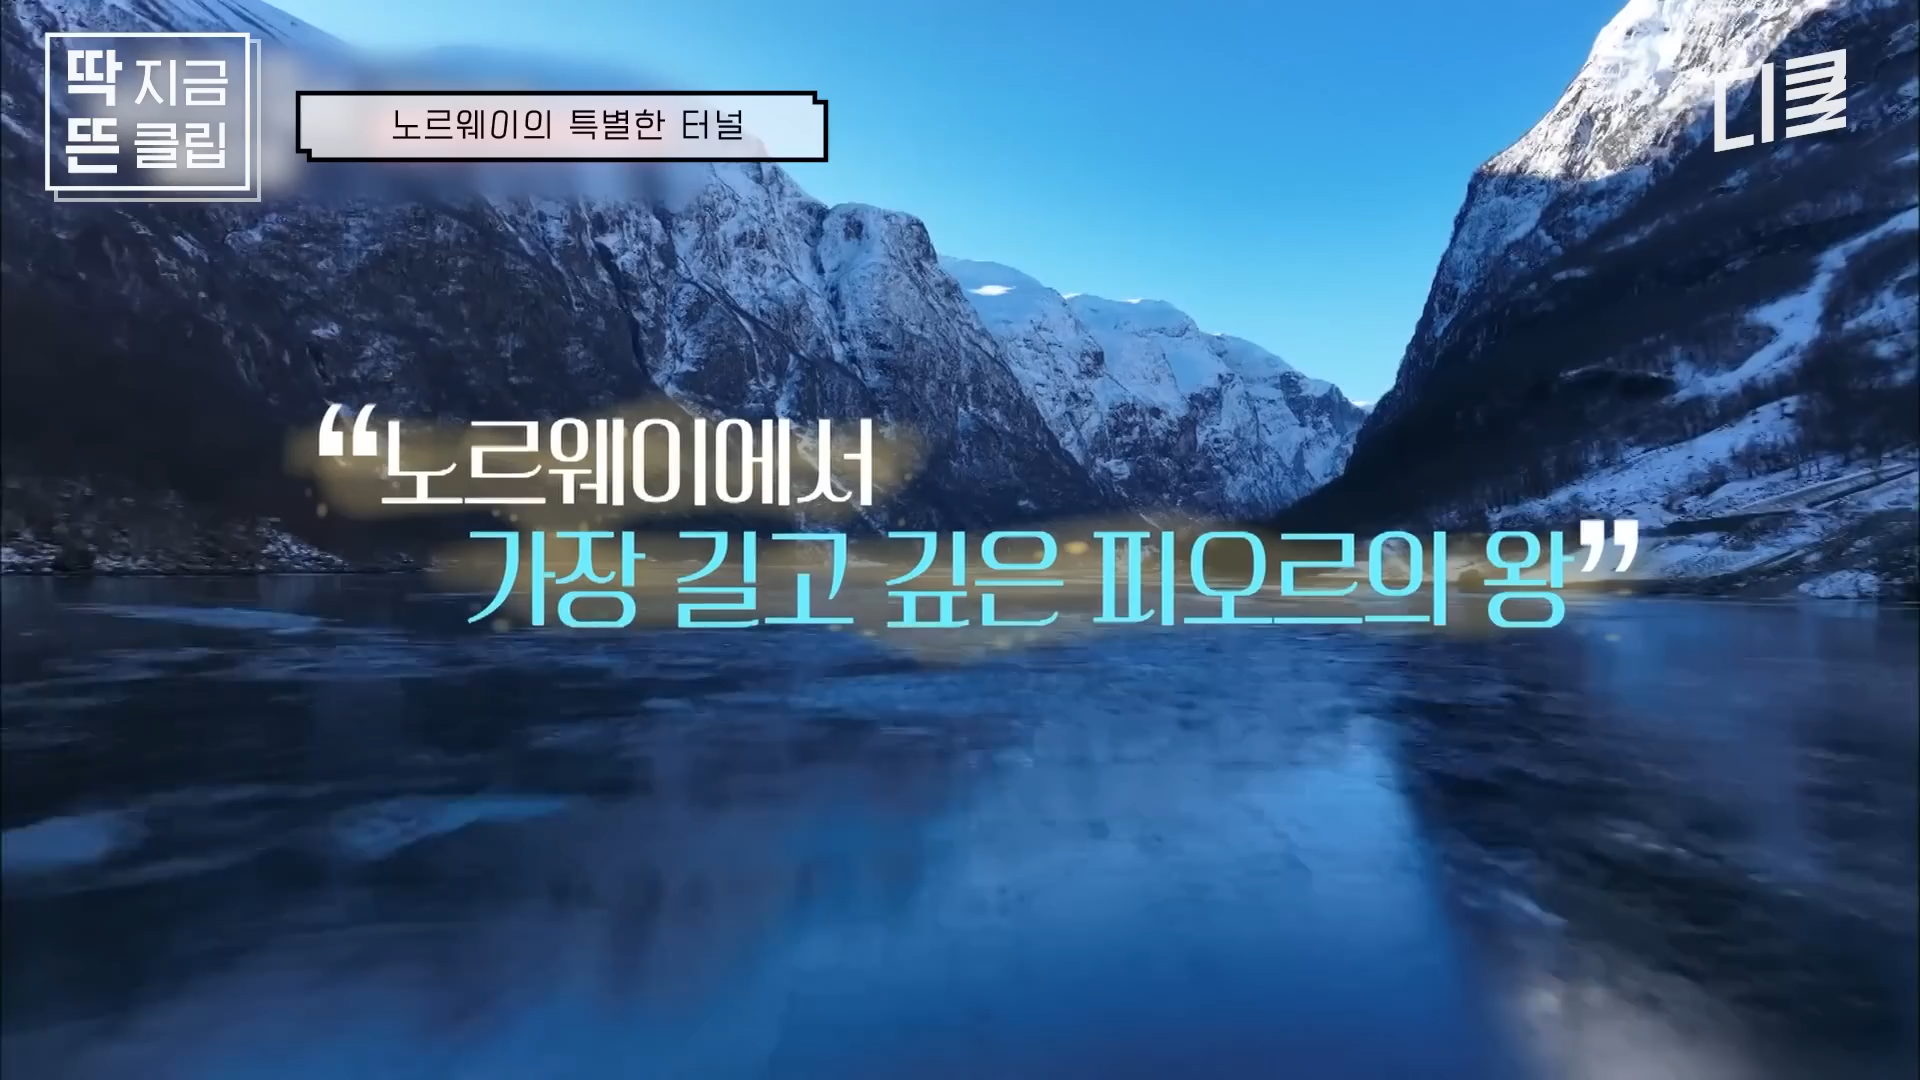 딱 지금
뜬 클립
노르웨이의 특별한 터널
디클
“노르웨이에서
가장 길고 깊은 피오르의 왕”